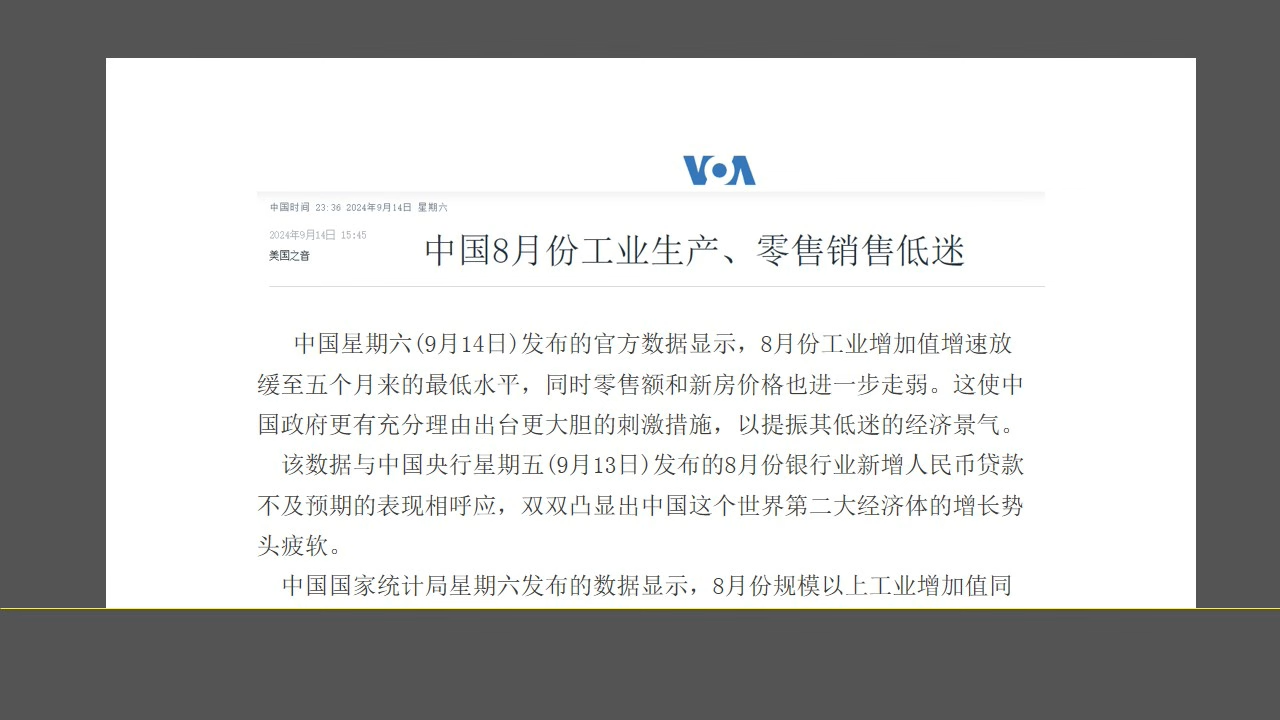 VOA
中国时间 23:36 2024年9月14日 星期六
2024年9月14日 15:45
美国之音
中国8月份工业生产、零售销售低迷
中国星期六(9月14日)发布的官方数据显示，8月份工业增加值增速放
缓至五个月来的最低水平，同时零售额和新房价格也进一步走弱。这使中
国政府更有充分理由出台更大胆的刺激措施，以提振其低迷的经济景气。
该数据与中国央行星期五(9月13日)发布的8月份银行业新增人民币贷款
不及预期的表现相呼应，双双凸显出中国这个世界第二大经济体的增长势
头疲软。
中国国家统计局星期六发布的数据显示，8月份规模以上工业增加值同